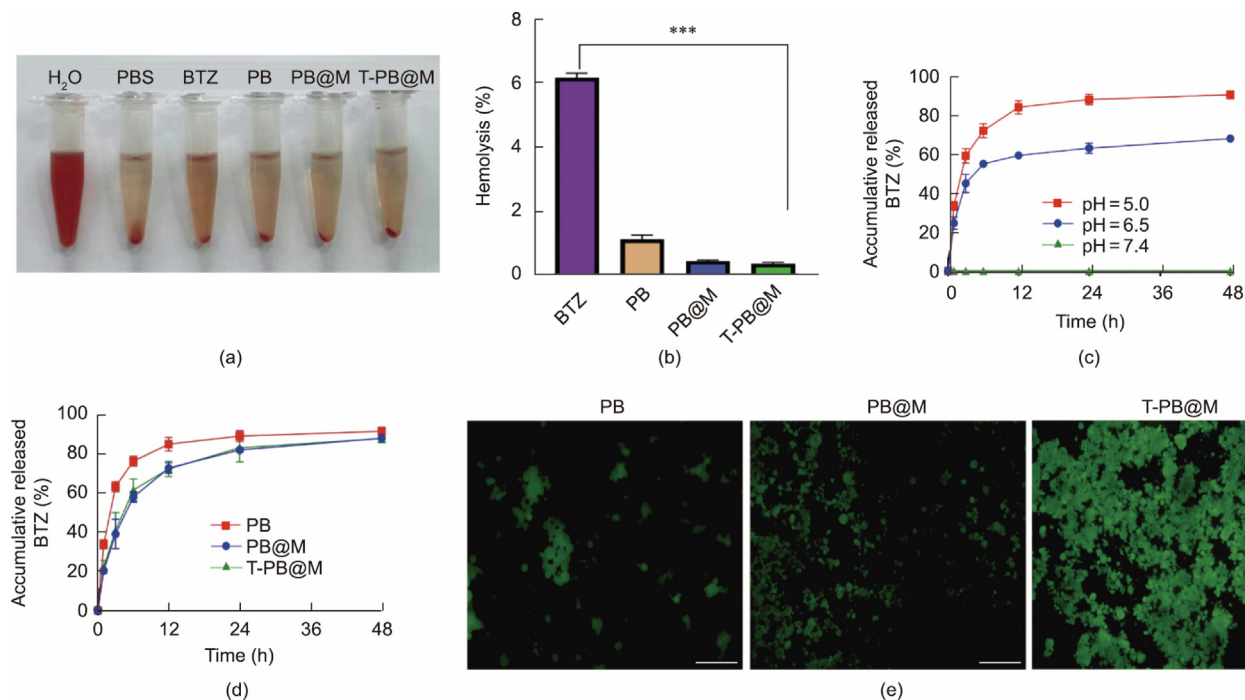 H₂O PBS BTZ PB PB@M T-PB@M
(a)
***
Hemolysis (%)
8
6
4
2
0
BTZ
PB
PB@M
T-PB@M
(b)
Accumulative released
BTZ (%)
100
80
60
40
20
0
pH = 5.0
pH = 6.5
pH = 7.4
0 12 24 36 48
Time (h)
(c)
Accumulative released
BTZ (%)
100
80
60
40
20
0
PB
PB@M
T-PB@M
0 12 24 36 48
Time (h)
(d)
PB PB@M T-PB@M
(e)